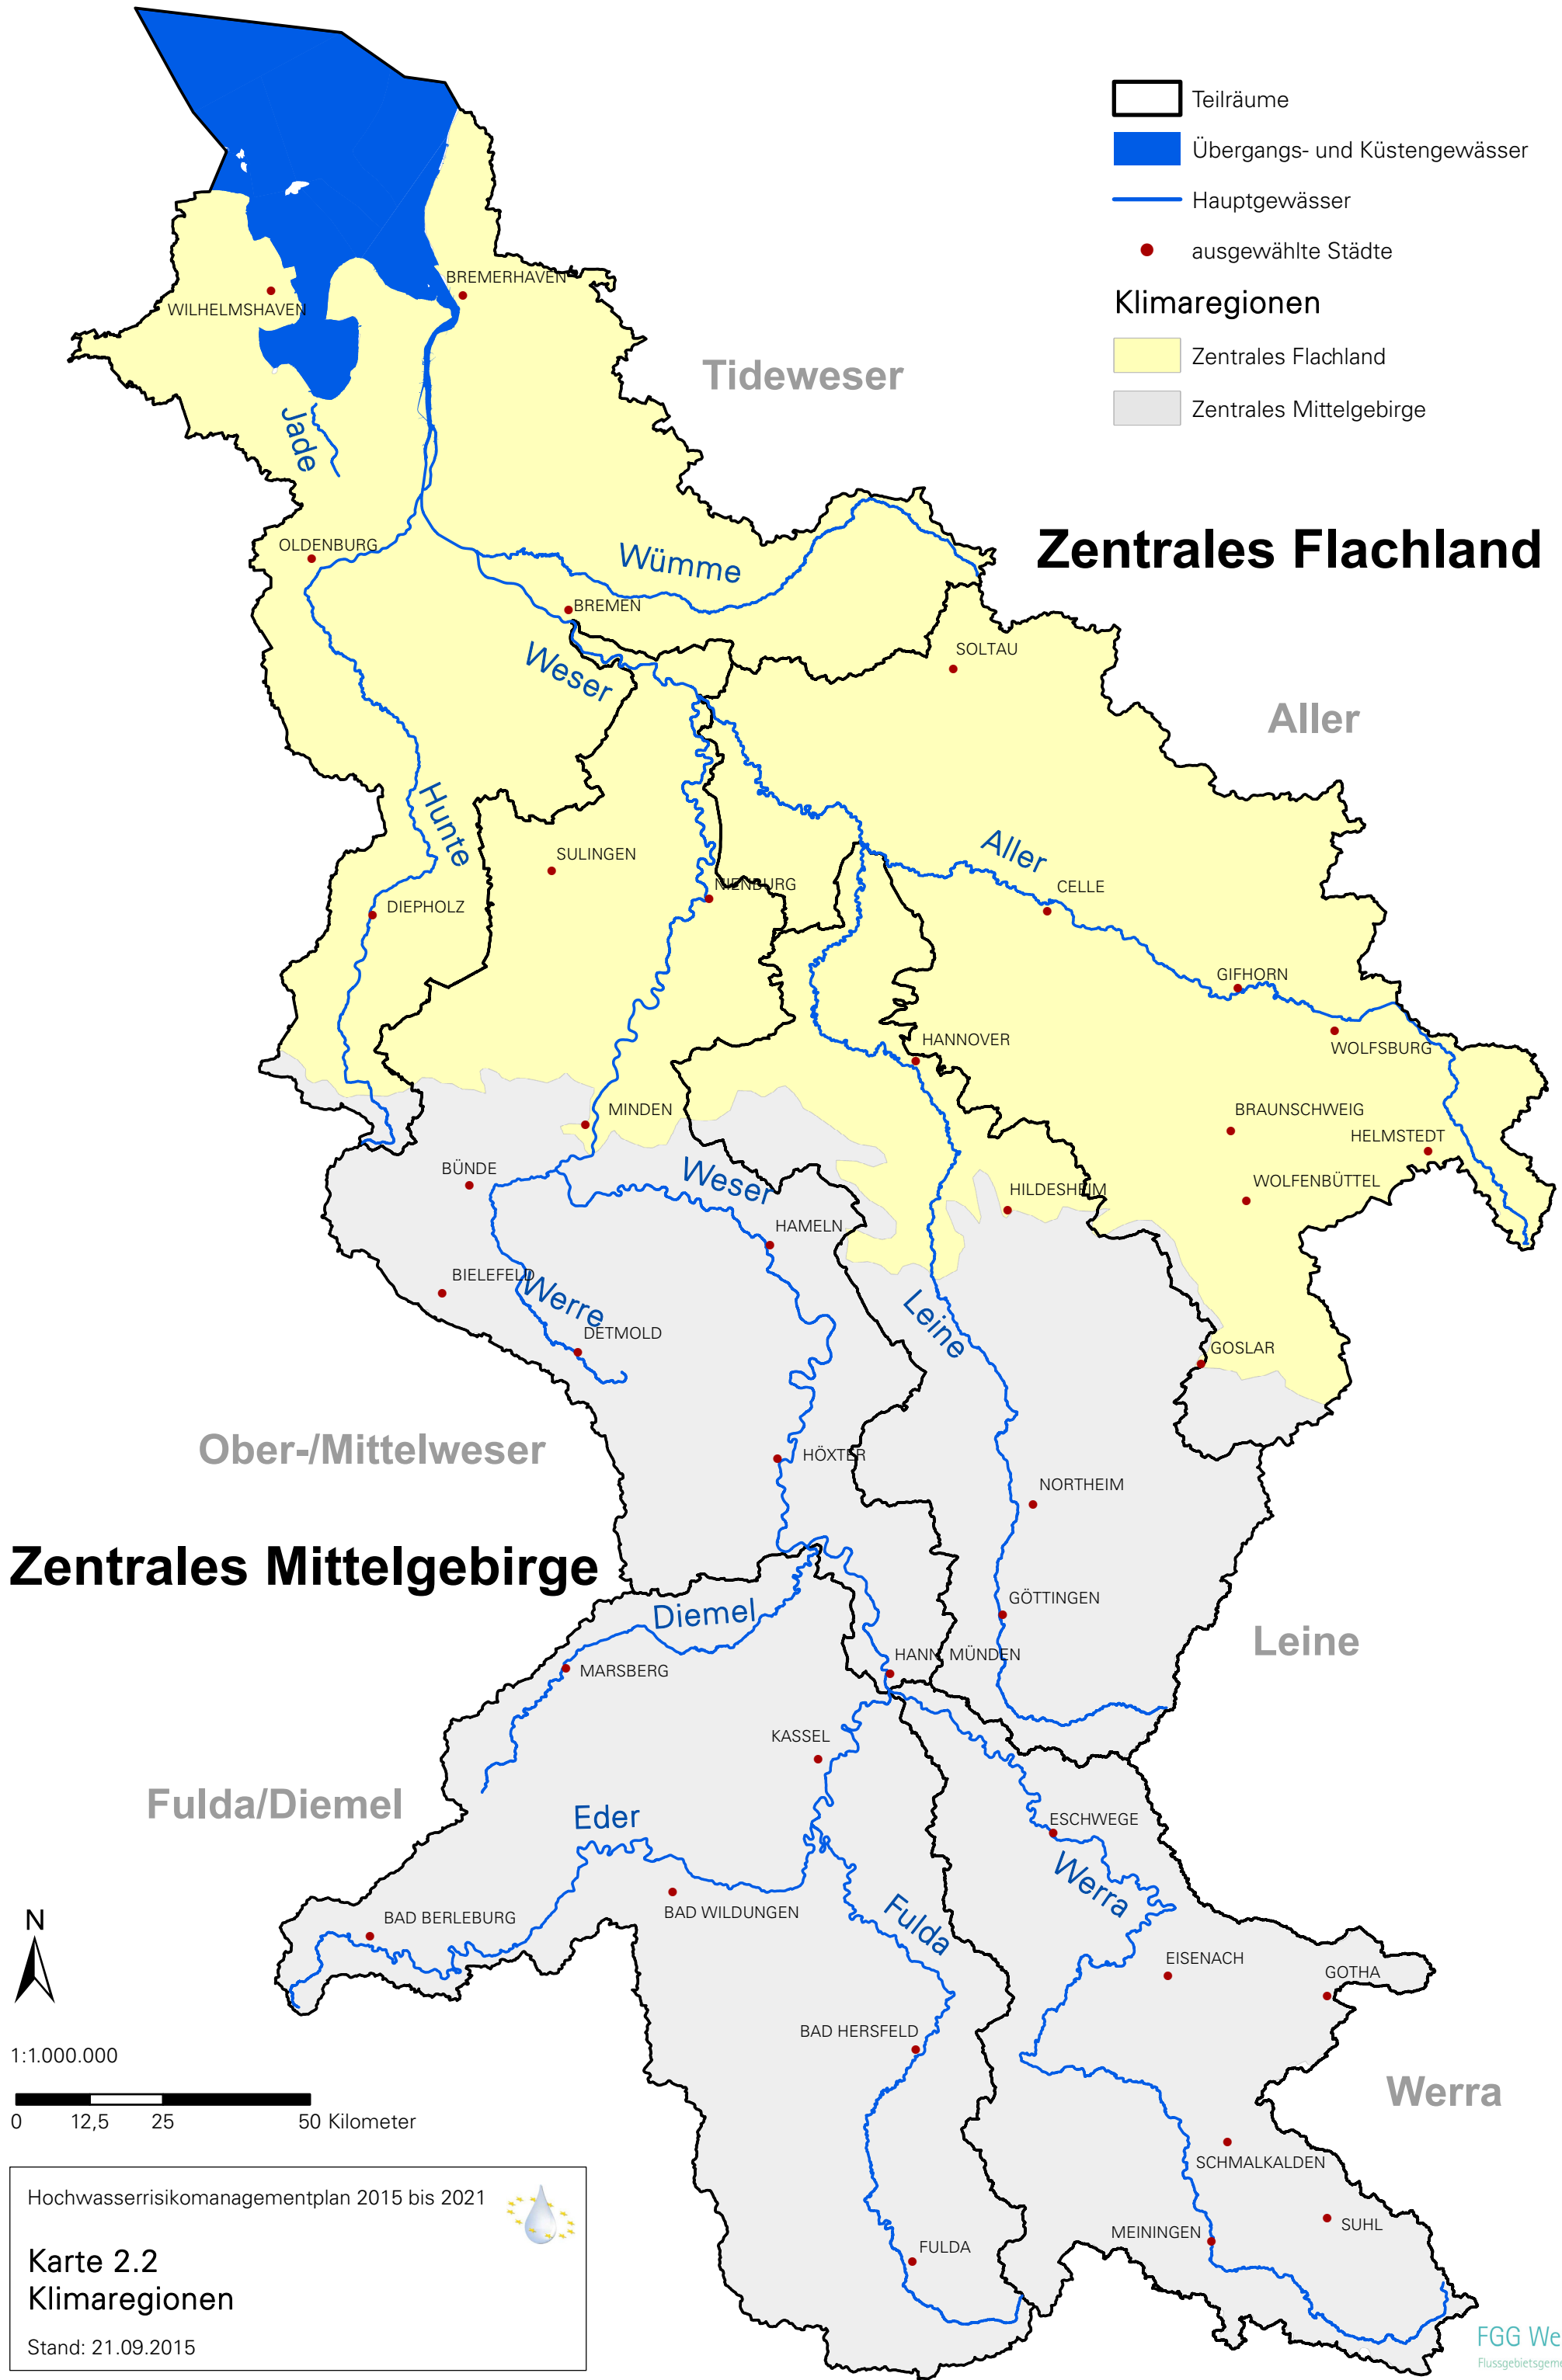 Teilräume
Übergangs- und Küstengewässer
Hauptgewässer
ausgewählte Städte
Klimaregionen
Zentrales Flachland
Zentrales Mittelgebirge
BREMERHAVEN
WILHELMSHAVEN
Tideweser
Jade
Zentrales Flachland
OLDENBURG
Wümme
BREMEN
SOLTAU
Weser
Aller
Hunte
SULINGEN
Aller
CELLE
NIENBURG
DIEPHOLZ
GIFHORN
HANNOVER
WOLFSBURG
MINDEN
BRAUNSCHWEIG
HELMSTEDT
BÜNDE
Weser
WOLFENBÜTTEL
HILDESHEIM
HAMELN
BIELEFELD
Werre
Leine
DETMOLD
GOSLAR
Ober-/Mittelweser
HÖXTER
NORTHEIM
Zentrales Mittelgebirge
GÖTTINGEN
Diemel
Leine
HANN. MÜNDEN
MARSBERG
KASSEL
Fulda/Diemel
Eder
ESCHWEGE
Werra
BAD WILDUNGEN
BAD BERLEBURG
Fulda
N
EISENACH
GOTHA
BAD HERSFELD
1:1.000.000
Werra
0 12,5 25 50 Kilometer
SCHMALKALDEN
Hochwasserrisikomanagementplan 2015 bis 2021
SUHL
MEININGEN
FULDA
Karte 2.2
Klimaregionen
Stand: 21.09.2015
FGG We
Flussgebietsgeme